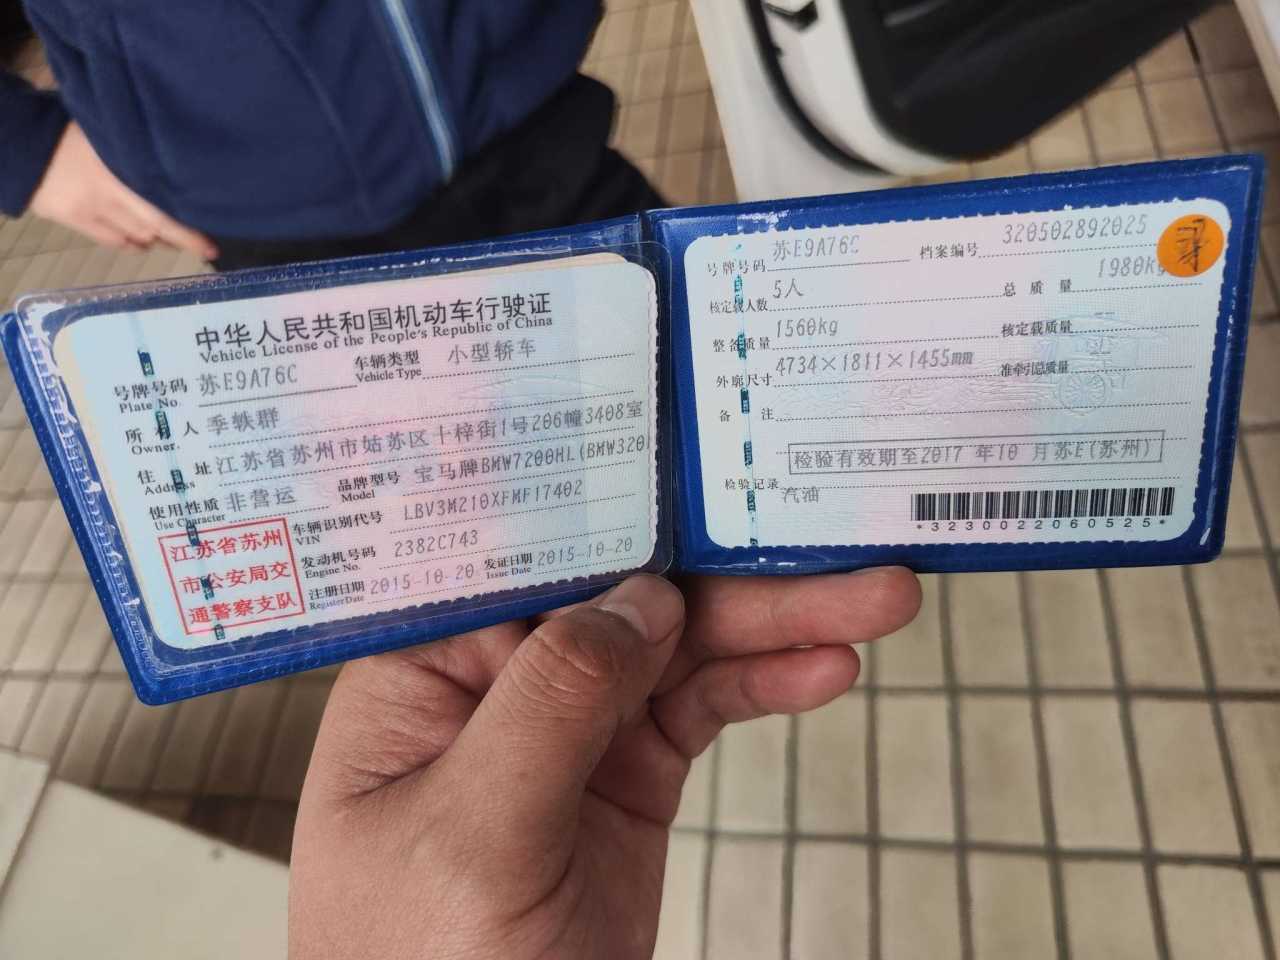 中华人民共和国机动车行驶证
Vehicle License of the People's Republic of China
号牌号码 苏E9A76C 车辆类型 小型轿车
Plate No. Vehicle Type
所有人 季轶群
Owner
住址 江苏省苏州市姑苏区十梓街1号206幢3408室
Address
使用性质 非营运 品牌型号 宝马牌BMW7200HL(BMW320
Use Character Model
车辆识别代号 LBV3M210XFMF17402
VIN
发动机号码 2382C743
Engine No.
注册日期 2015-10-20 发证日期 2015-10-20
Register Date Issue Date
江苏省苏州
市公安局交
通警察支队
号牌号码 苏E9A76C 档案编号 320502892025
核定载人数 5人 总质量 1980kg
整备质量 1560kg 核定载质量 --
外廓尺寸 4734×1811×1455mm 准牵引总质量 --
备注
检验有效期至2017年10月苏E(苏州)
检验记录
汽油
*3230022060525*